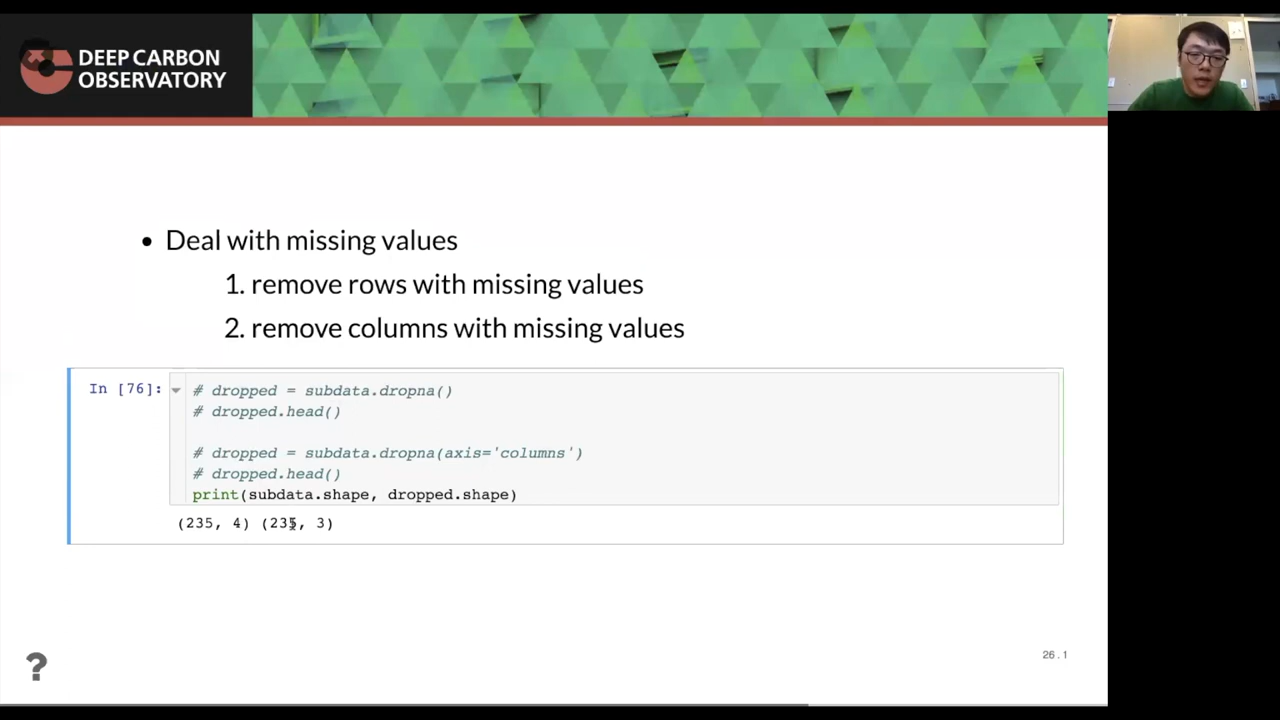 DEEP CARBON
OBSERVATORY
• Deal with missing values
1. remove rows with missing values
2. remove columns with missing values
In [76]:
# dropped = subdata.dropna()
# dropped.head()
# dropped = subdata.dropna(axis='columns')
# dropped.head()
print(subdata.shape, dropped.shape)
(235, 4) (235, 3)
?
26.1